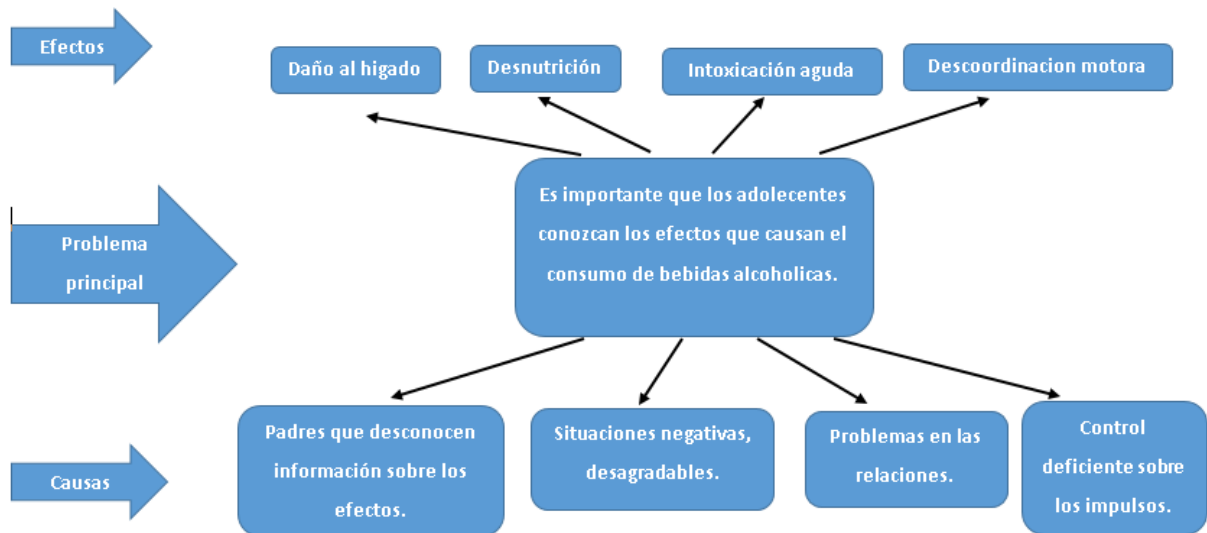 Efectos
Daño al higado
Desnutrición
Intoxicación aguda
Descoordinacion motora
Problema
principal
Es importante que los adolecentes
conozcan los efectos que causan el
consumo de bebidas alcoholicas.
Causas
Padres que desconocen
información sobre los
efectos.
Situaciones negativas,
desagradables.
Problemas en las
relaciones.
Control
deficiente sobre
los impulsos.